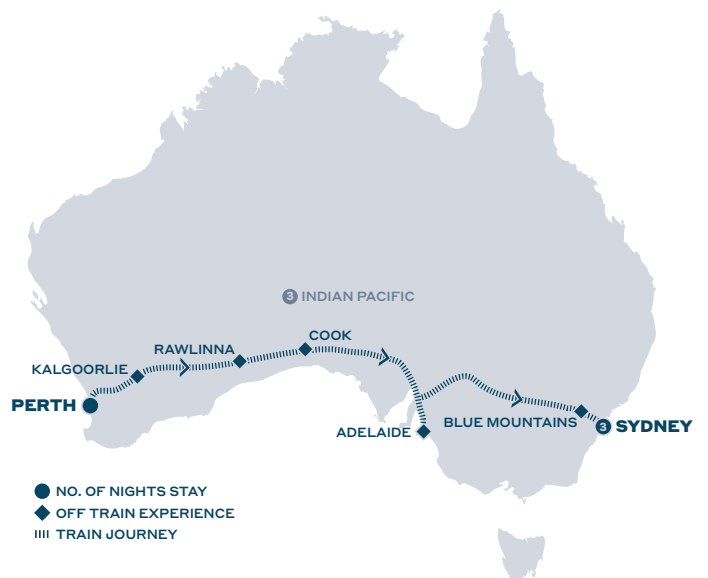 3 INDIAN PACIFIC
COOK
RAWLINNA
KALGOORLIE
PERTH
ADELAIDE
BLUE MOUNTAINS
3 SYDNEY
NO. OF NIGHTS STAY
OFF TRAIN EXPERIENCE
TRAIN JOURNEY